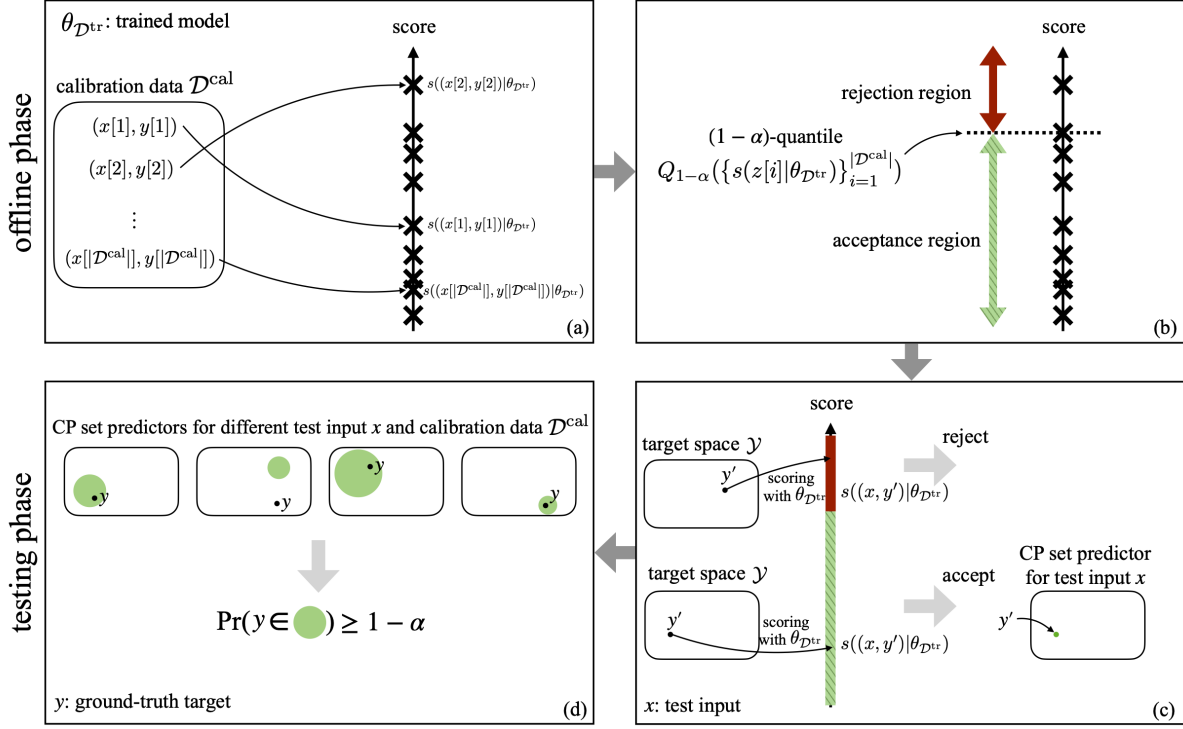 offline phase
θ_{𝒟^{tr}}: trained model
score
calibration data 𝒟^{cal}
(x[1], y[1])
(x[2], y[2])
⋮
(x[|𝒟^{cal}|], y[|𝒟^{cal}|])
s((x[2], y[2])|θ_{𝒟^{tr}})
s((x[1], y[1])|θ_{𝒟^{tr}})
s((x[|𝒟^{cal}|], y[|𝒟^{cal}|])|θ_{𝒟^{tr}})
(a)
score
rejection region
(1 − α)-quantile
Q_{1−α}({s(z[i]|θ_{𝒟^{tr}})}_{i=1}^{|𝒟^{cal}|})
acceptance region
(b)
testing phase
CP set predictors for different test input x and calibration data 𝒟^{cal}
y
y
y
y
Pr(y ∈ ) ≥ 1 − α
y: ground-truth target
(d)
score
target space 𝒴
y′
scoring
with θ_{𝒟^{tr}}
s((x, y′)|θ_{𝒟^{tr}})
reject
target space 𝒴
y′
scoring
with θ_{𝒟^{tr}}
s((x, y′)|θ_{𝒟^{tr}})
accept
CP set predictor
for test input x
y′
x: test input
(c)